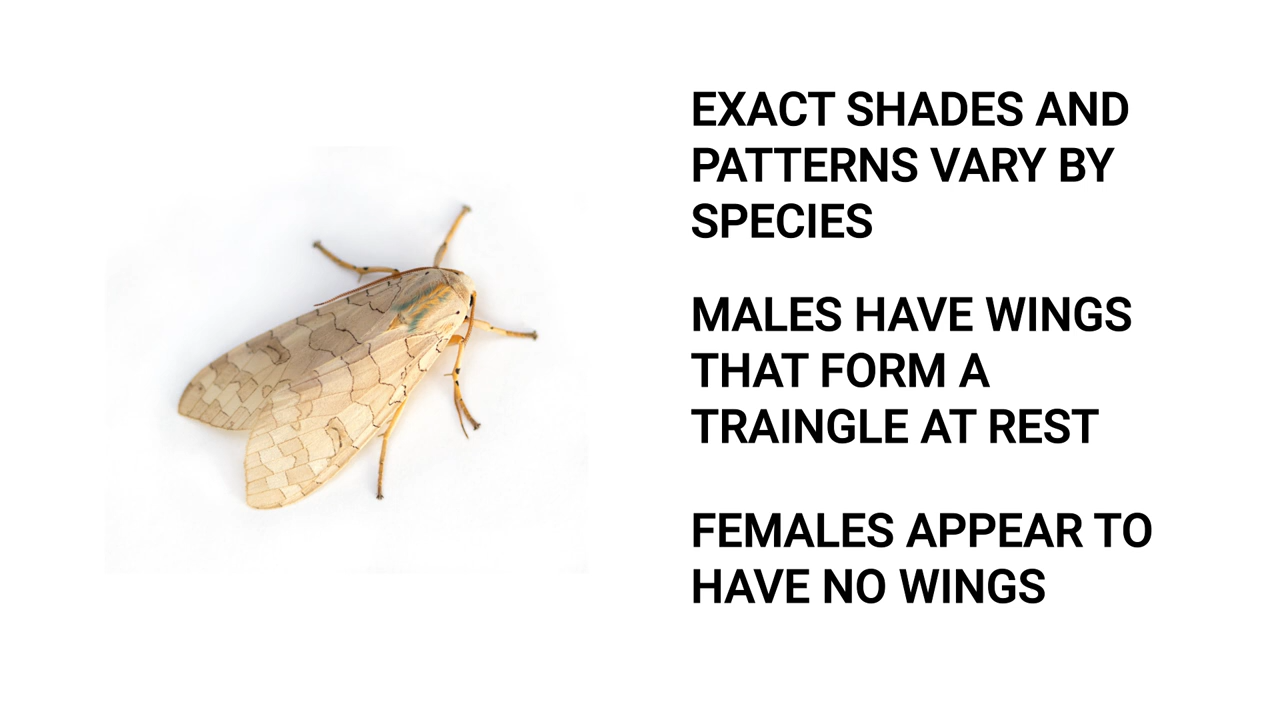 EXACT SHADES AND
PATTERNS VARY BY
SPECIES
MALES HAVE WINGS
THAT FORM A
TRAINGLE AT REST
FEMALES APPEAR TO
HAVE NO WINGS